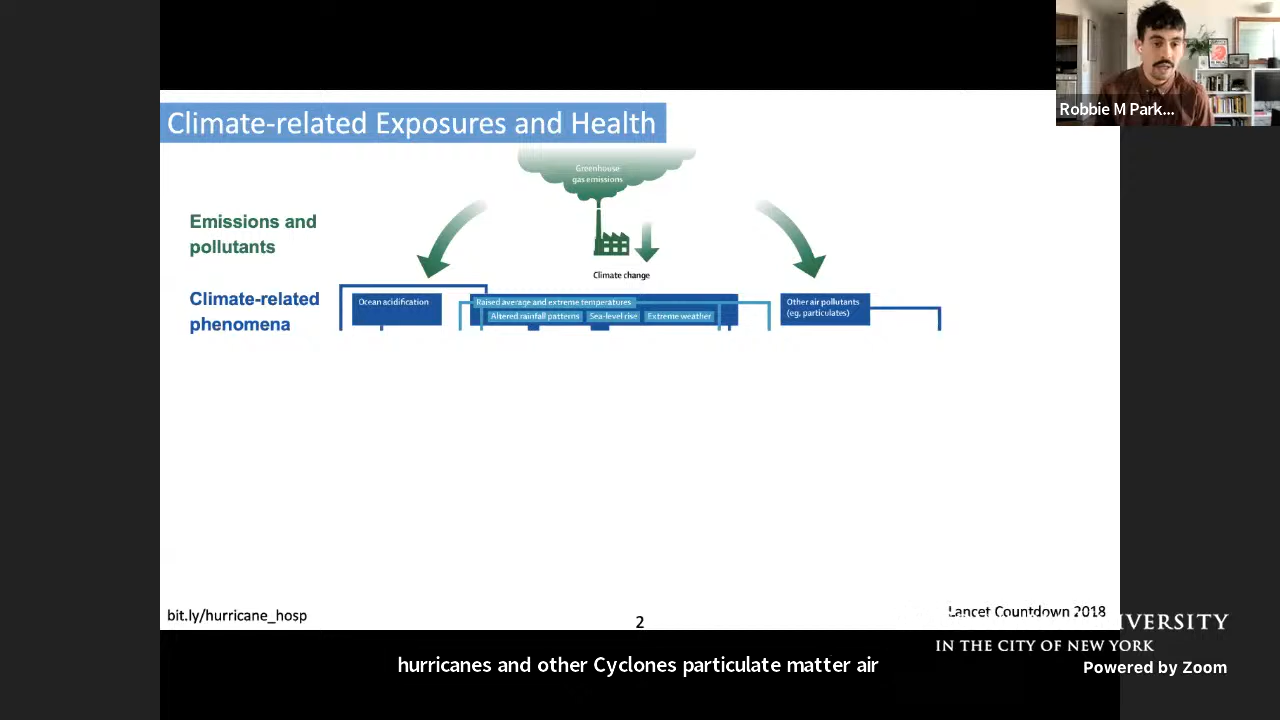 Robbie M Park...
Climate-related Exposures and Health
Greenhouse
gas emissions
Emissions and
pollutants
Climate change
Climate-related
phenomena
Ocean acidification
Raised average and extreme temperatures
Altered rainfall patterns
Sea-level rise
Extreme weather
Other air pollutants
(eg, particulates)
bit.ly/hurricane_hosp
2
Lancet Countdown 2018
IVERSITY
IN THE CITY OF NEW YORK
hurricanes and other Cyclones particulate matter air
Powered by Zoom